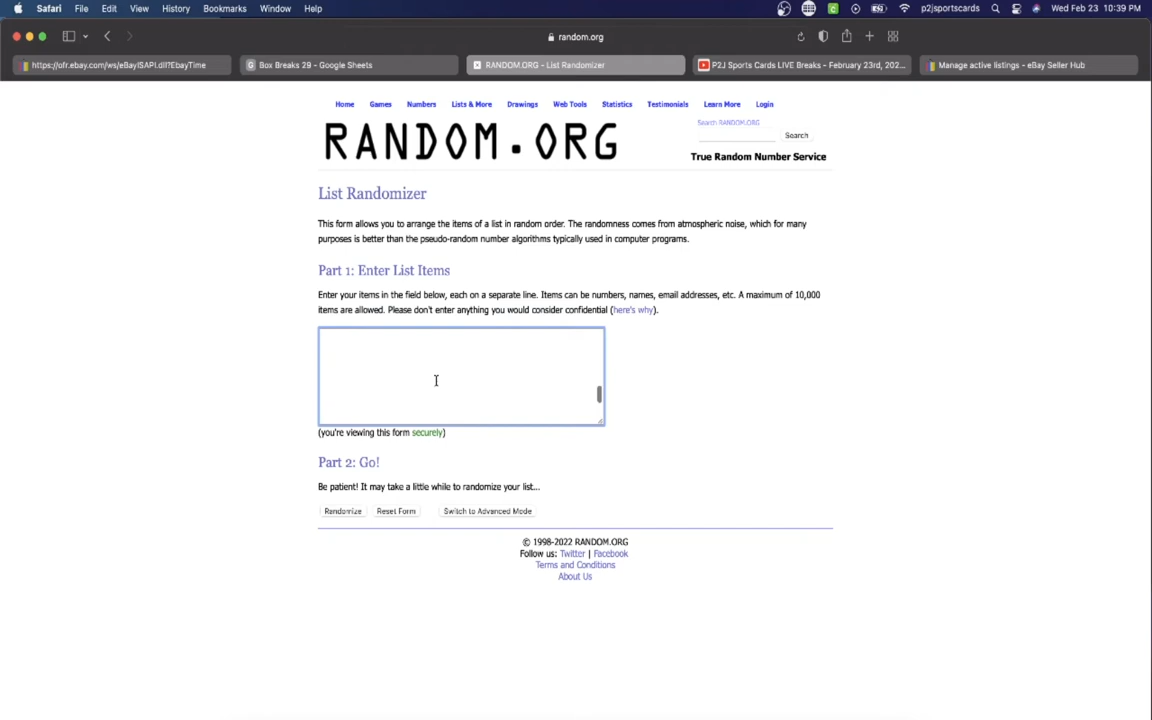 Safari File Edit View History Bookmarks Window Help p2jsportscards Wed Feb 23 10:39 PM
random.org
https://ofr.ebay.com/ws/eBayISAPI.dll?EbayTime
Box Breaks 29 - Google Sheets
RANDOM.ORG - List Randomizer
P2J Sports Cards LIVE Breaks - February 23rd, 202...
Manage active listings - eBay Seller Hub
Home Games Numbers Lists & More Drawings Web Tools Statistics Testimonials Learn More Login
RANDOM.ORG
Search RANDOM.ORG
Search
True Random Number Service
List Randomizer
This form allows you to arrange the items of a list in random order. The randomness comes from atmospheric noise, which for many
purposes is better than the pseudo-random number algorithms typically used in computer programs.
Part 1: Enter List Items
Enter your items in the field below, each on a separate line. Items can be numbers, names, email addresses, etc. A maximum of 10,000
items are allowed. Please don't enter anything you would consider confidential (here's why).
(you're viewing this form securely)
Part 2: Go!
Be patient! It may take a little while to randomize your list...
Randomize Reset Form Switch to Advanced Mode
© 1998-2022 RANDOM.ORG
Follow us: Twitter | Facebook
Terms and Conditions
About Us